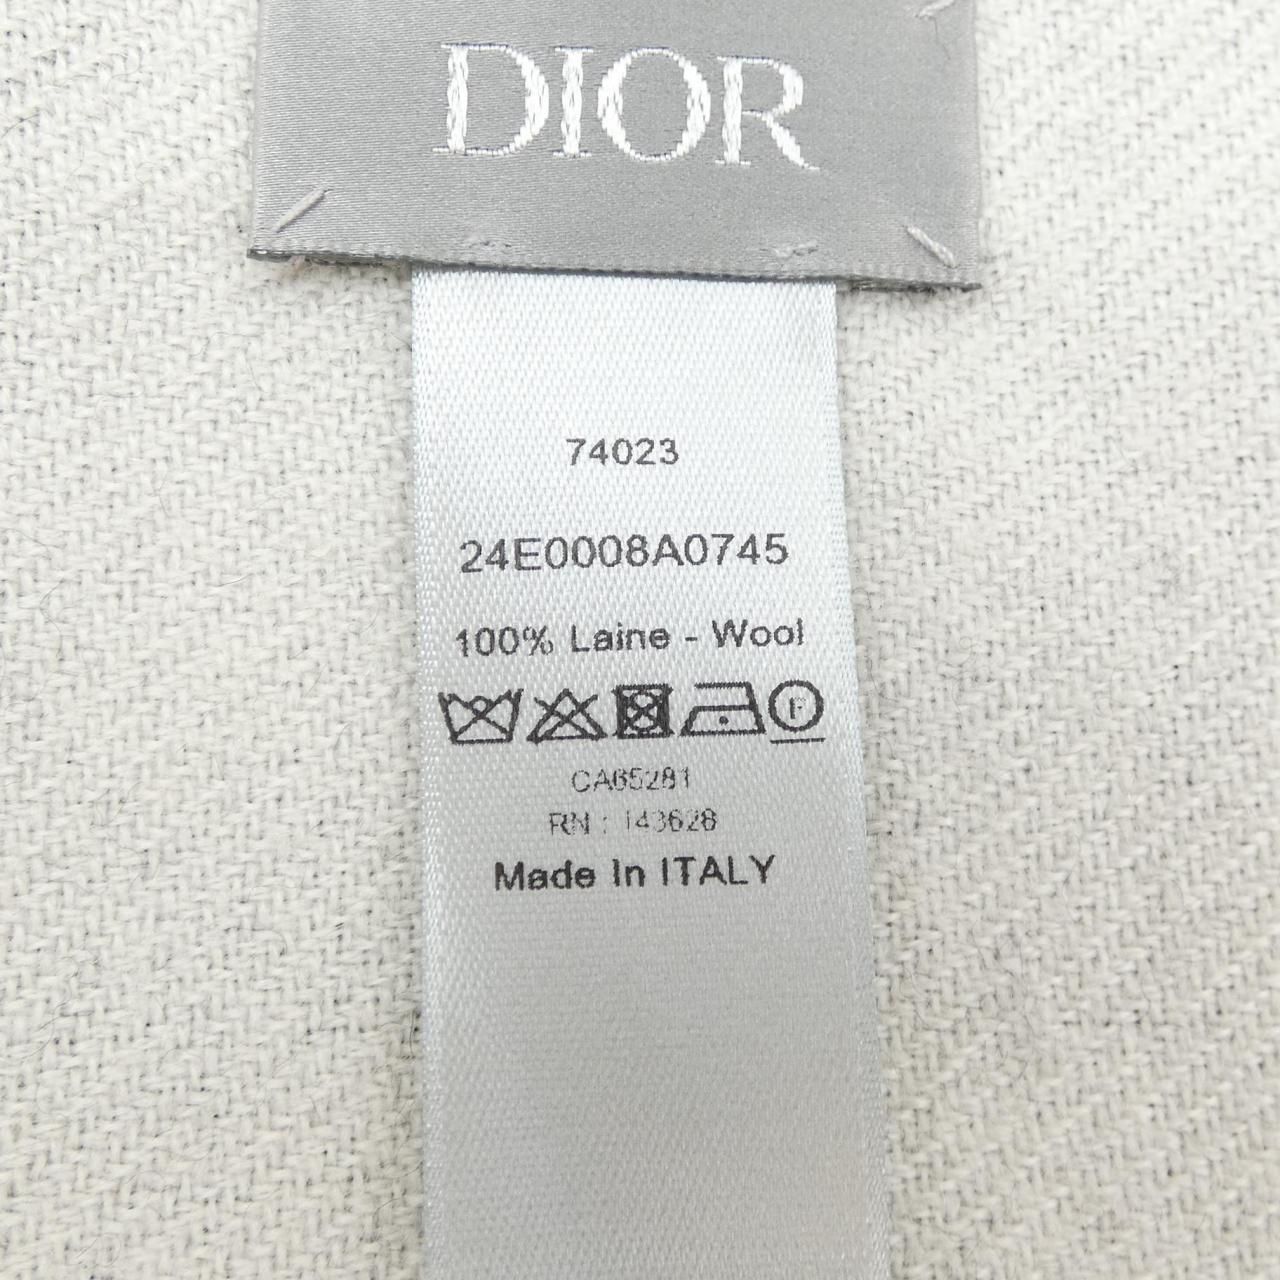 DIOR
74023
24E0008A0745
100% Laine - Wool
F
CA65281
RN : 143628
Made In ITALY